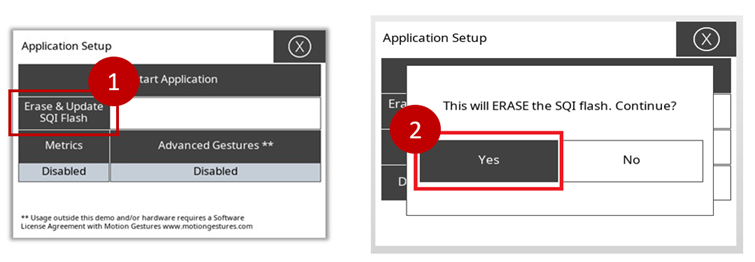 Application Setup
X
1
tart Application
Erase & Update
SQI Flash
Metrics
Advanced Gestures **
Disabled
Disabled
** Usage outside this demo and/or hardware requires a Software
License Agreement with Motion Gestures www.motiongestures.com
Application Setup
X
Era
This will ERASE the SQI flash. Continue?
2
Yes
No
D